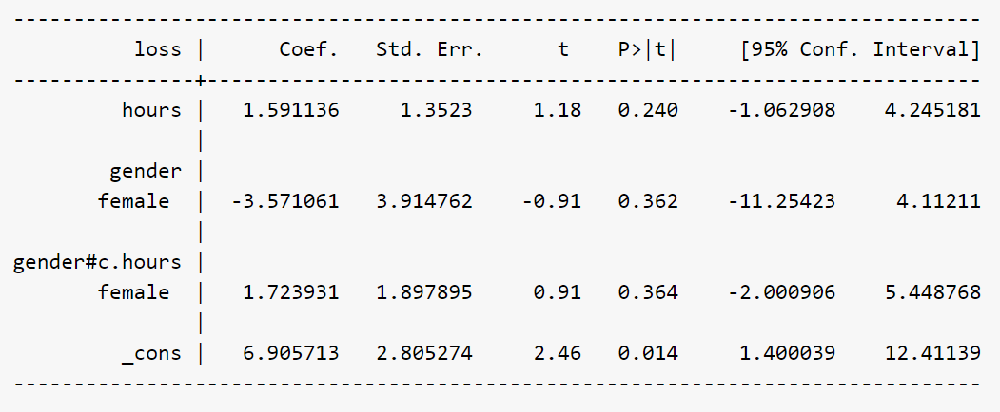 --------------------------------------------------------------------------------
          loss |      Coef.   Std. Err.      t    P>|t|     [95% Conf. Interval]
---------------+----------------------------------------------------------------
         hours |   1.591136     1.3523     1.18   0.240    -1.062908    4.245181
               |
        gender |
       female  |  -3.571061   3.914762    -0.91   0.362    -11.25423     4.11211
               |
gender#c.hours |
       female  |   1.723931   1.897895     0.91   0.364    -2.000906    5.448768
               |
         _cons |   6.905713   2.805274     2.46   0.014     1.400039    12.41139
--------------------------------------------------------------------------------